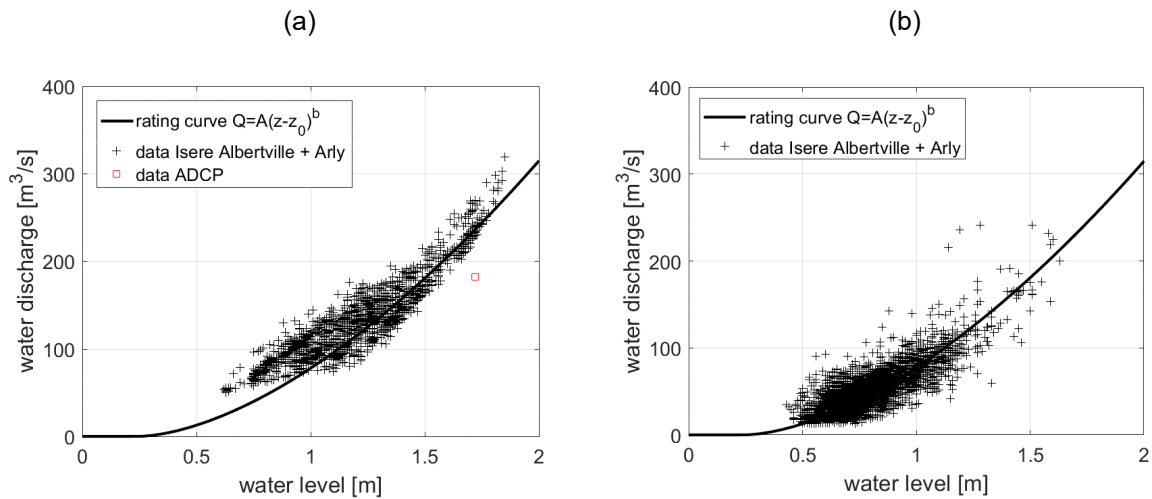 (a)
400
300
200
100
0
0
0.5
1
1.5
2
water discharge [m³/s]
water level [m]
rating curve Q=A(z-z₀)ᵇ
data Isere Albertville + Arly
data ADCP
(b)
400
300
200
100
0
0
0.5
1
1.5
2
water discharge [m³/s]
water level [m]
rating curve Q=A(z-z₀)ᵇ
data Isere Albertville + Arly